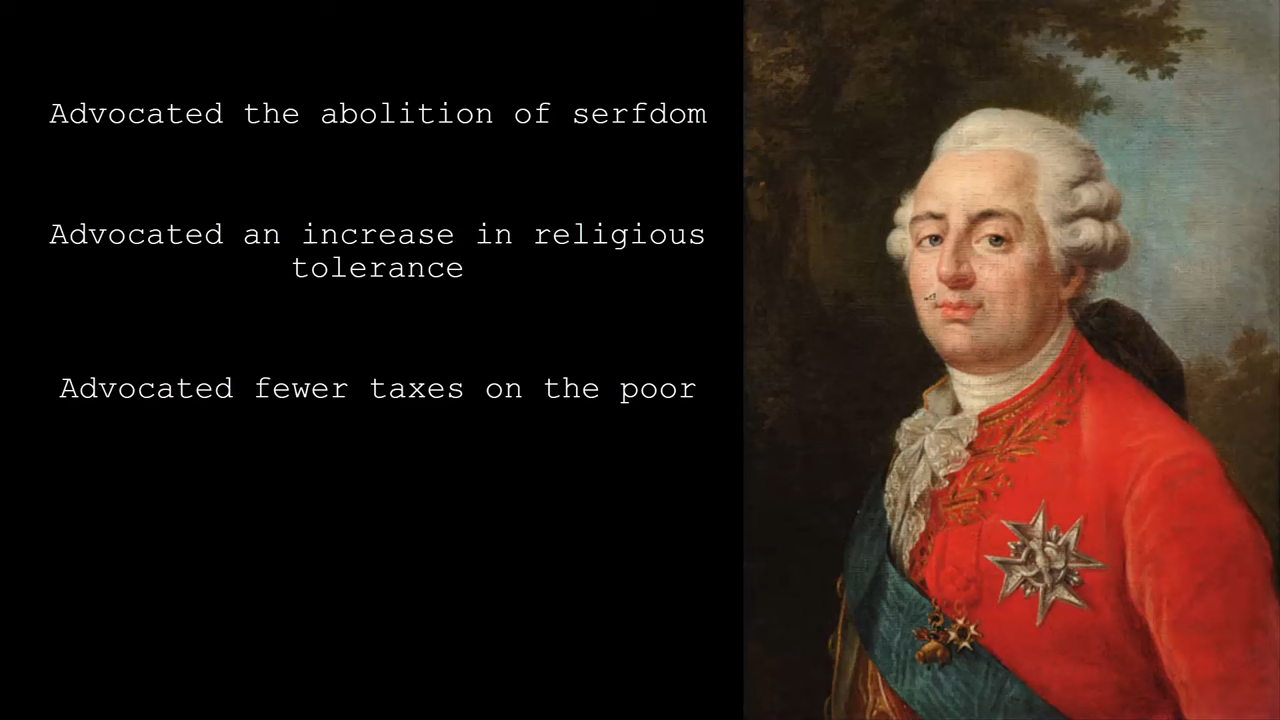 Advocated the abolition of serfdom
Advocated an increase in religious
tolerance
Advocated fewer taxes on the poor